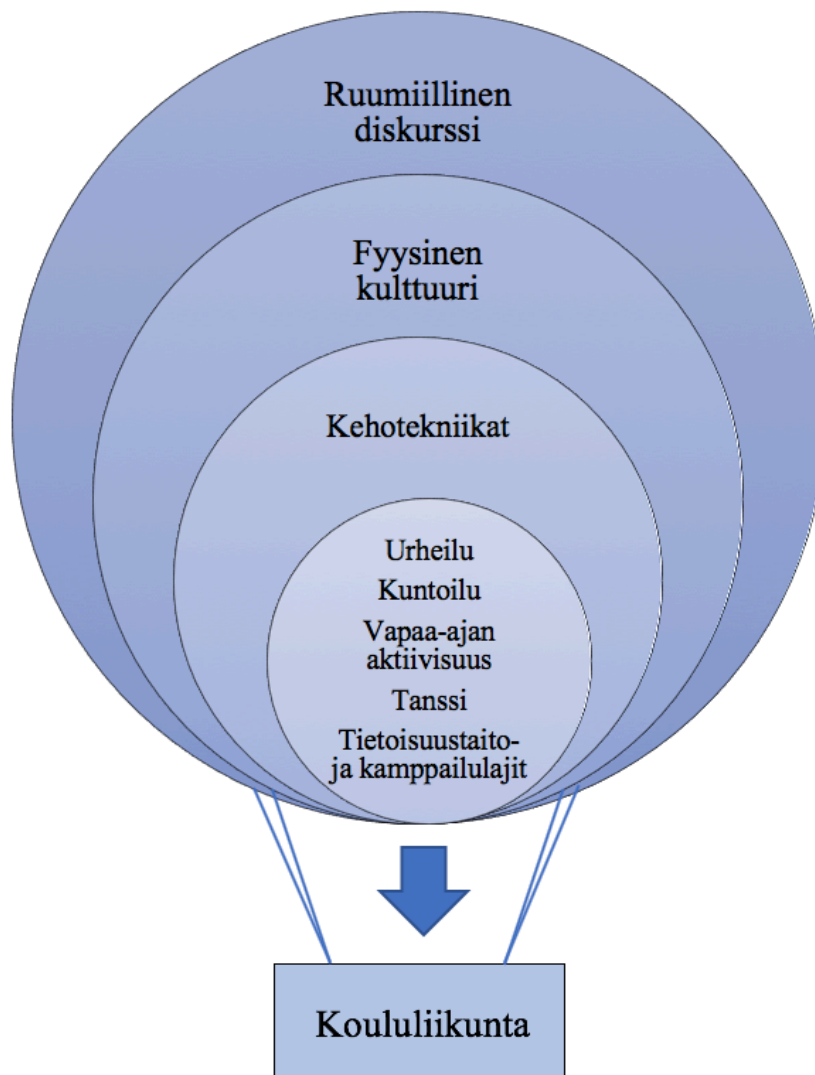 Ruumiillinen
diskurssi
Fyysinen
kulttuuri
Kehotekniikat
Urheilu
Kuntoilu
Vapaa-ajan
aktiivisuus
Tanssi
Tietoisuustaito-
ja kamppailulajit
Koululiikunta